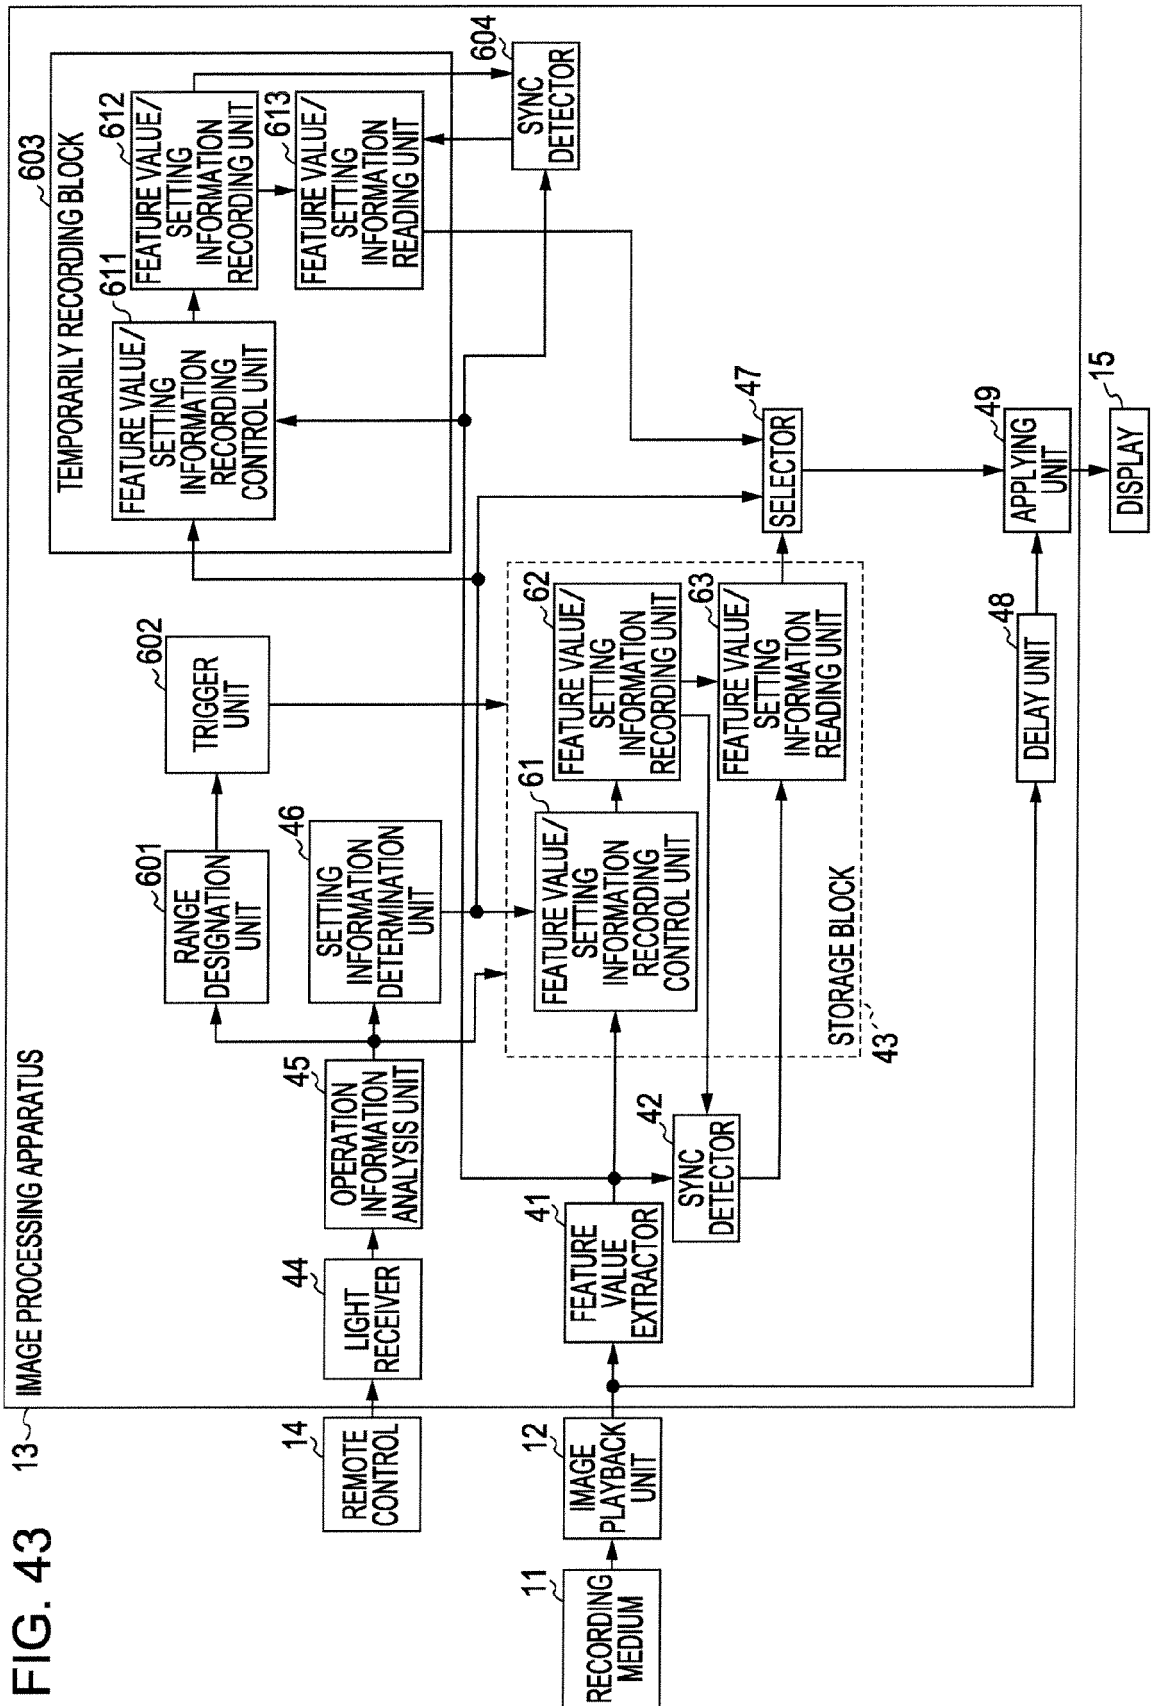 FIG. 43
13
IMAGE PROCESSING APPARATUS
603
TEMPORARILY RECORDING BLOCK
611
FEATURE VALUE/
SETTING
INFORMATION
RECORDING
CONTROL UNIT
612
FEATURE VALUE/
SETTING
INFORMATION
RECORDING UNIT
613
FEATURE VALUE/
SETTING
INFORMATION
READING UNIT
604
SYNC
DETECTOR
601
RANGE
DESIGNATION
UNIT
602
TRIGGER
UNIT
14
REMOTE
CONTROL
44
LIGHT
RECEIVER
45
OPERATION
INFORMATION
ANALYSIS UNIT
46
SETTING
INFORMATION
DETERMINATION
UNIT
11
RECORDING
MEDIUM
12
IMAGE
PLAYBACK
UNIT
41
FEATURE
VALUE
EXTRACTOR
42
SYNC
DETECTOR
61
FEATURE VALUE/
SETTING
INFORMATION
RECORDING
CONTROL UNIT
62
FEATURE VALUE/
SETTING
INFORMATION
RECORDING UNIT
63
FEATURE VALUE/
SETTING
INFORMATION
READING UNIT
STORAGE BLOCK
43
47
SELECTOR
48
DELAY UNIT
49
APPLYING
UNIT
15
DISPLAY